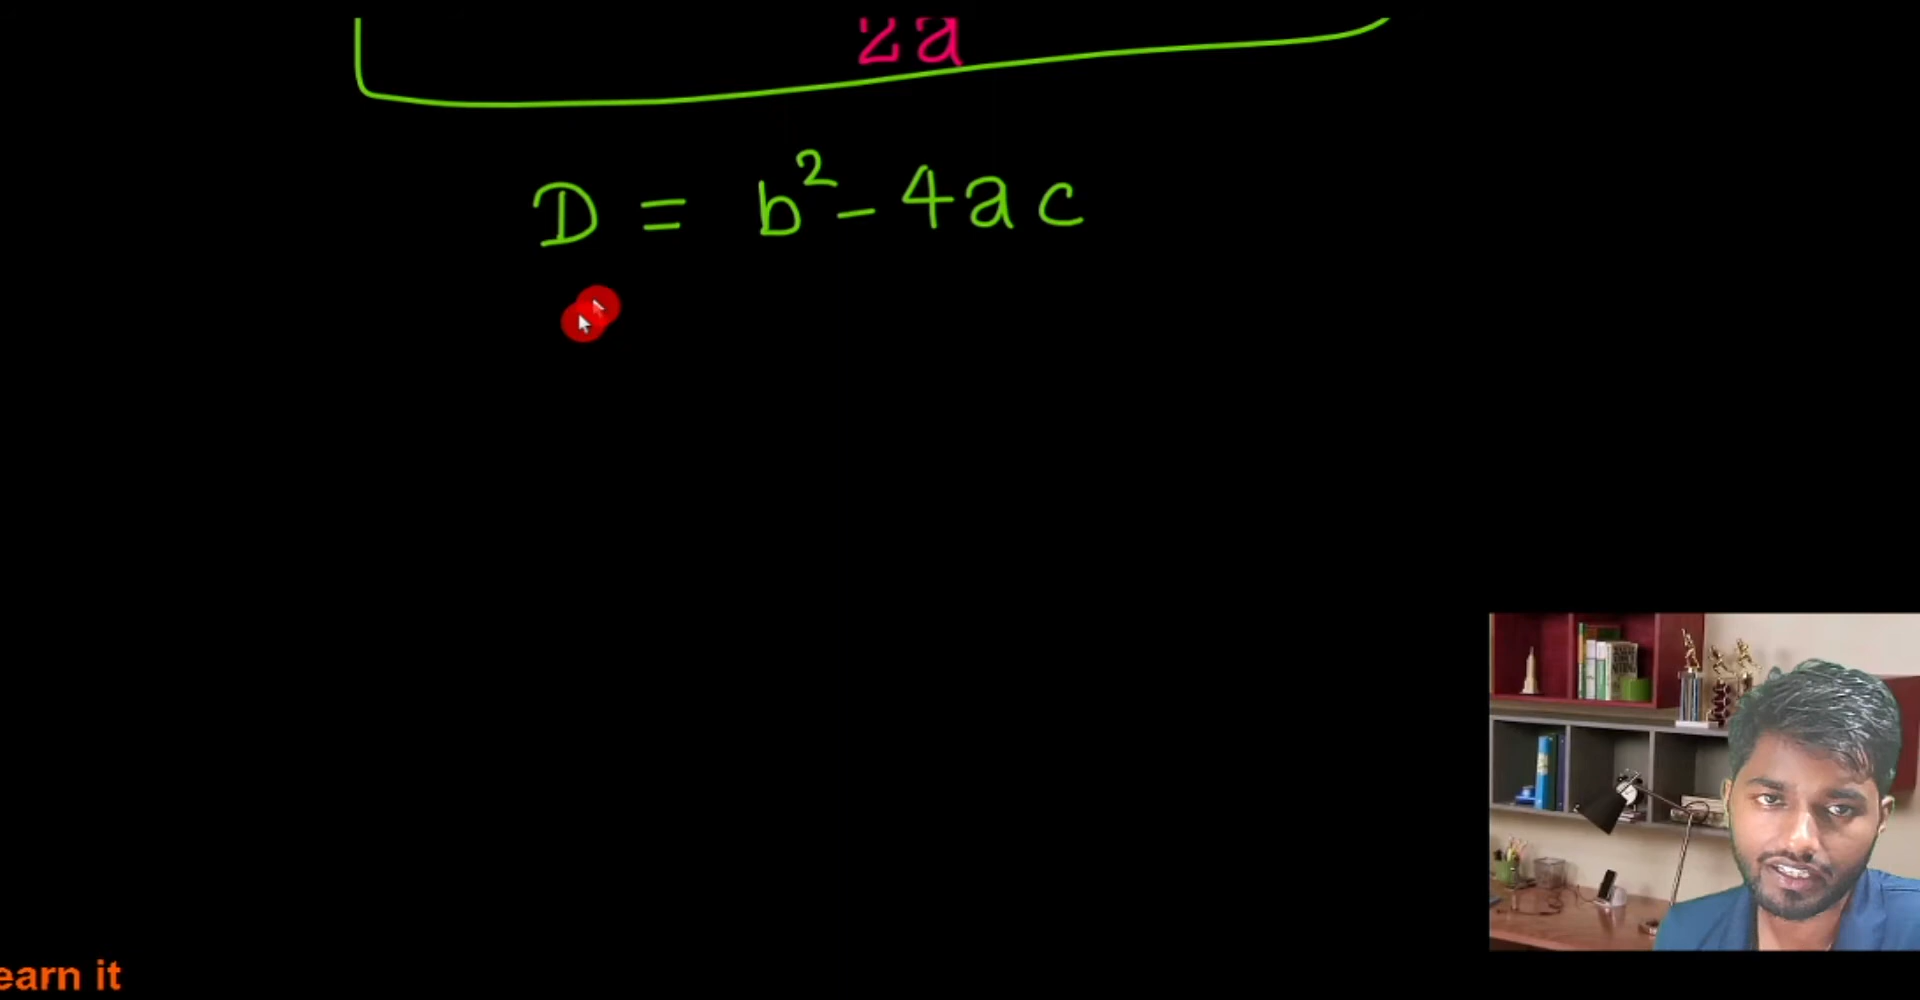 2a
D = b² - 4ac
earn it